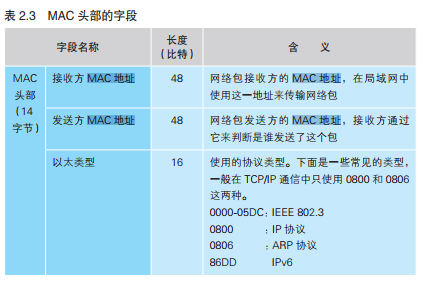 表 2.3 MAC 头部的字段
字段名称
长度
（比特）
含 义
MAC
头部
（14
字节）
接收方 MAC 地址
48
网络包接收方的 MAC 地址，在局域网中
使用这一地址来传输网络包
发送方 MAC 地址
48
网络包发送方的 MAC 地址，接收方通过
它来判断是谁发送了这个包
以太类型
16
使用的协议类型。下面是一些常见的类型，
一般在 TCP/IP 通信中只使用 0800 和 0806
这两种。
0000-05DC：IEEE 802.3
0800 ：IP 协议
0806 ：ARP 协议
86DD IPv6